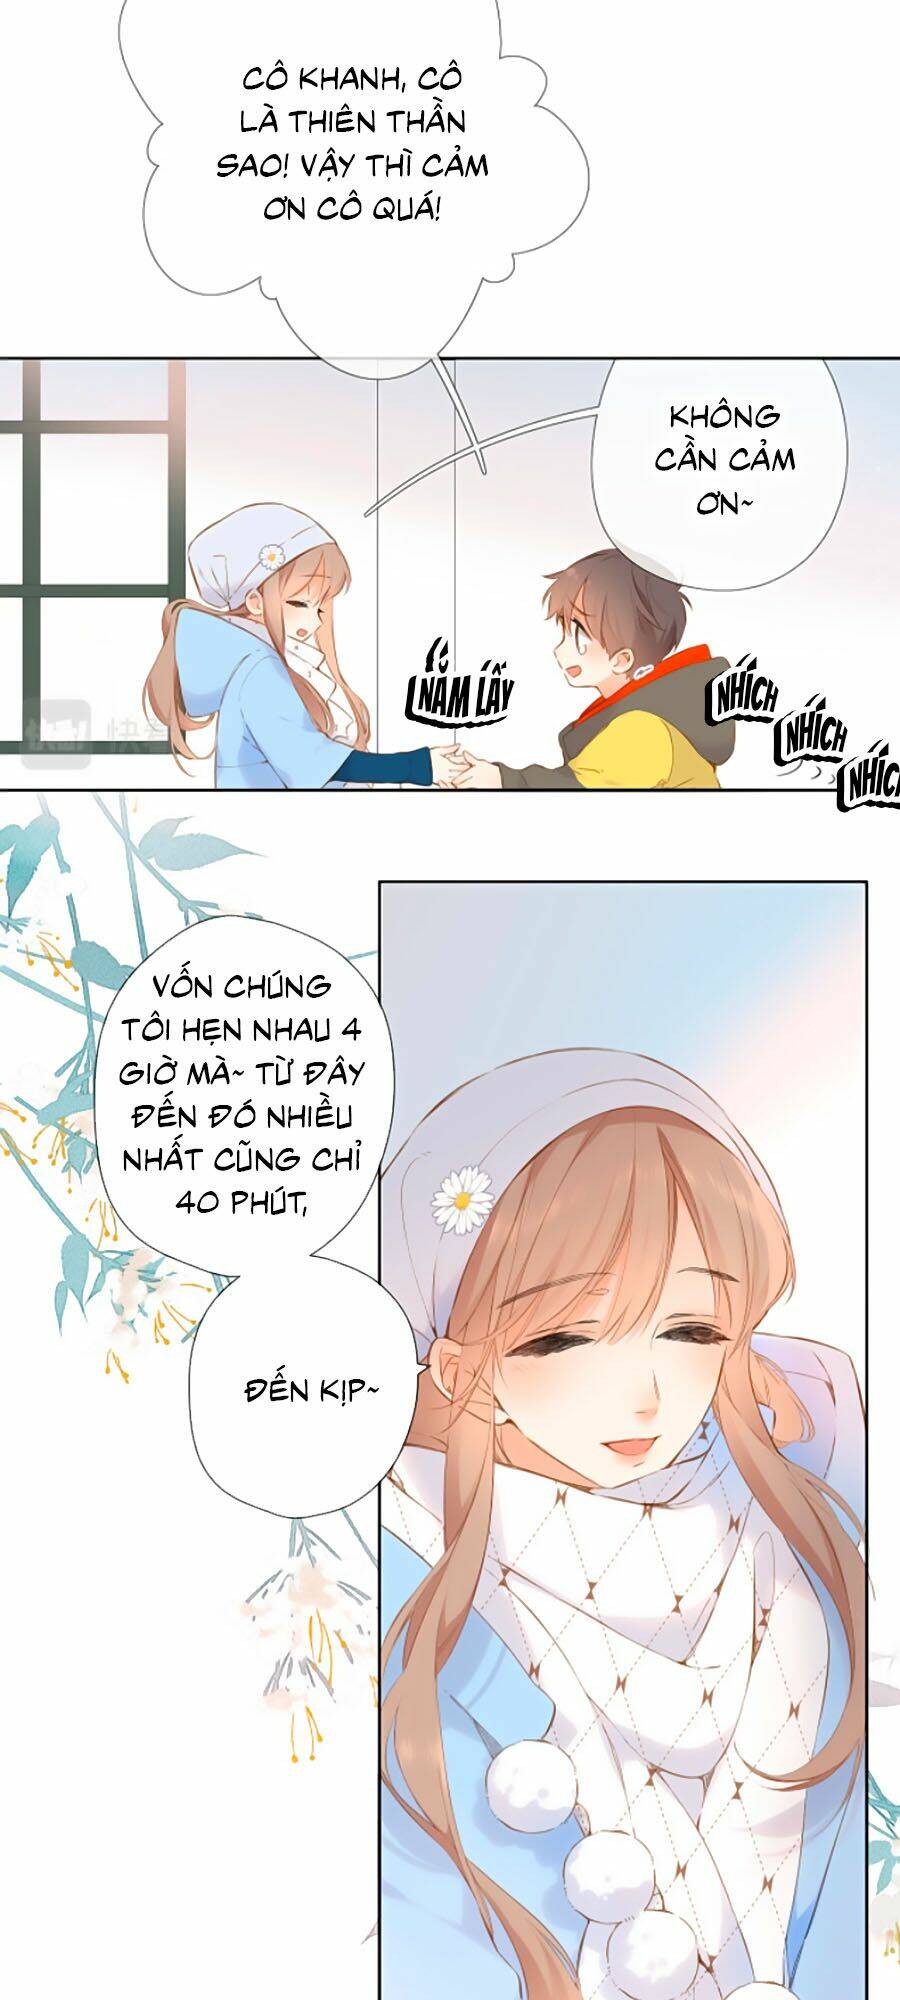 CÔ KHANH, CÔ
LÀ THIÊN THẦN
SAO! VẬY THÌ CẢM
ƠN CÔ QUÁ!
KHÔNG
CẦN CẢM
ƠN~
NẮM LẤY
NHÍCH
NHÍCH
NHÍCH
快看
VỐN CHÚNG
TÔI HẸN NHAU 4
GIỜ MÀ~ TỪ ĐÂY
ĐẾN ĐÓ NHIỀU
NHẤT CŨNG CHỈ
40 PHÚT,
ĐẾN KỊP~